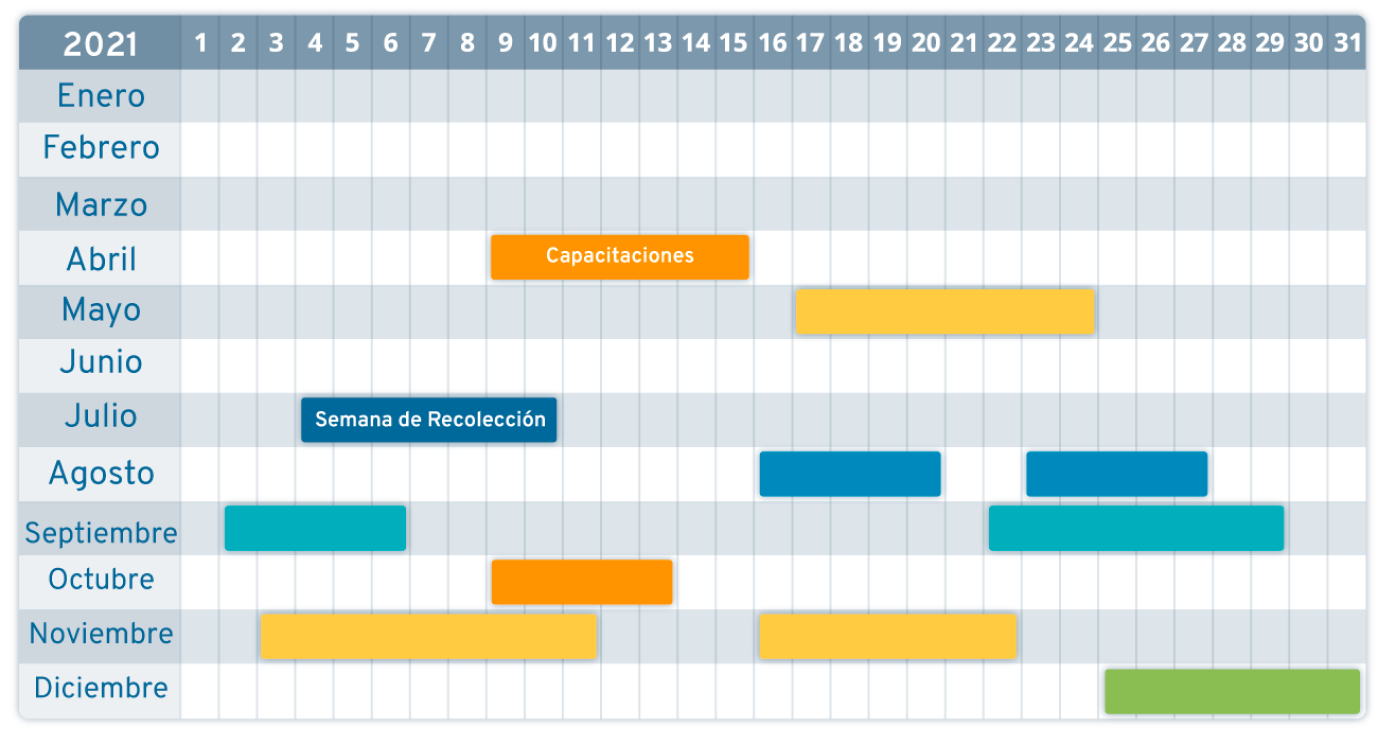 2021 1 2 3 4 5 6 7 8 9 10 11 12 13 14 15 16 17 18 19 20 21 22 23 24 25 26 27 28 29 30 31
Enero
Febrero
Marzo
Abril Capacitaciones
Mayo
Junio
Julio Semana de Recolección
Agosto
Septiembre
Octubre
Noviembre
Diciembre